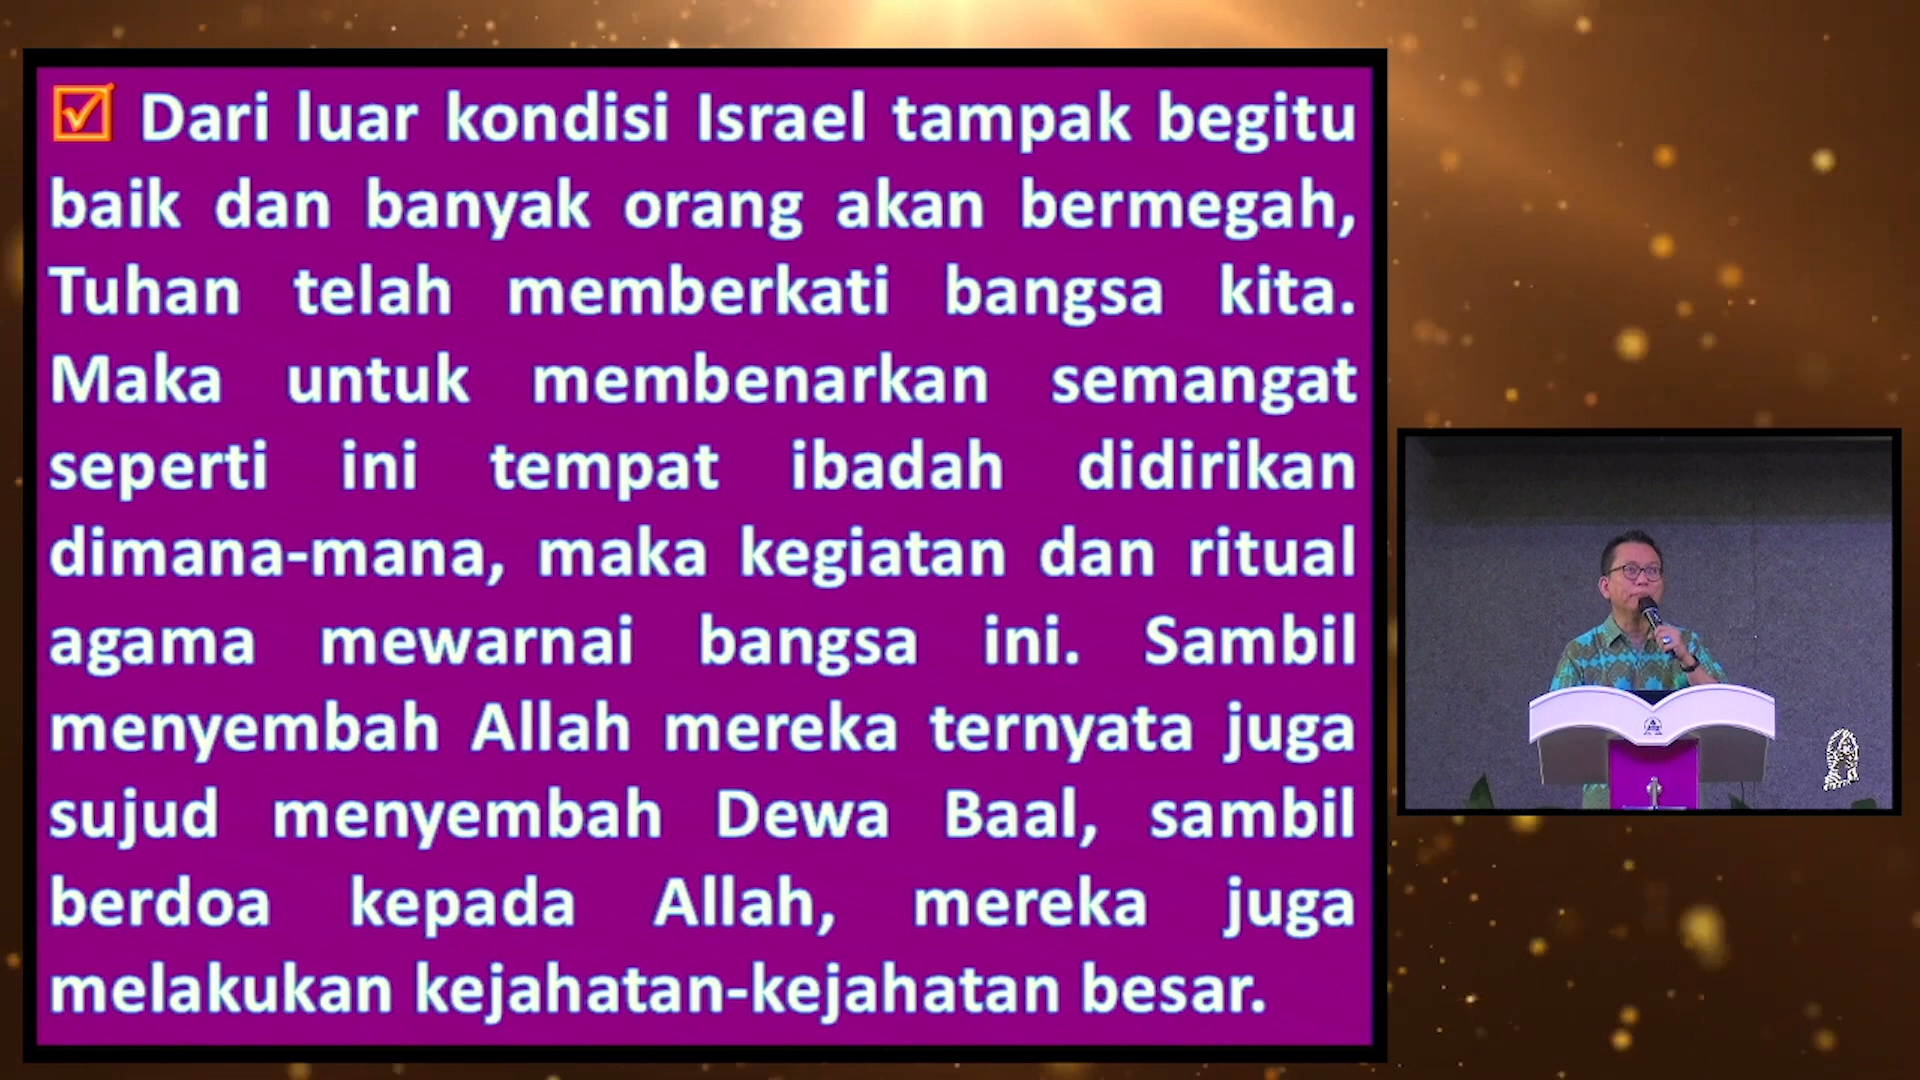 Dari luar kondisi Israel tampak begitu
baik dan banyak orang akan bermegah,
Tuhan telah memberkati bangsa kita.
Maka untuk membenarkan semangat
seperti ini tempat ibadah didirikan
dimana-mana, maka kegiatan dan ritual
agama mewarnai bangsa ini. Sambil
menyembah Allah mereka ternyata juga
sujud menyembah Dewa Baal, sambil
berdoa kepada Allah, mereka juga
melakukan kejahatan-kejahatan besar.